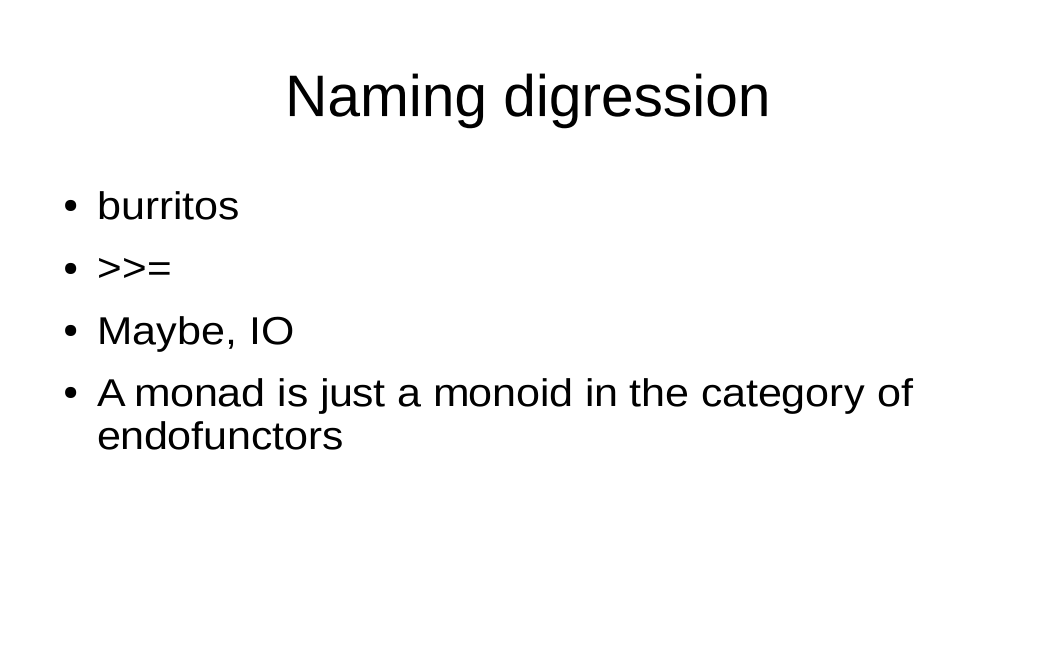 Naming digression
• burritos
• >>=
• Maybe, IO
• A monad is just a monoid in the category of
endofunctors